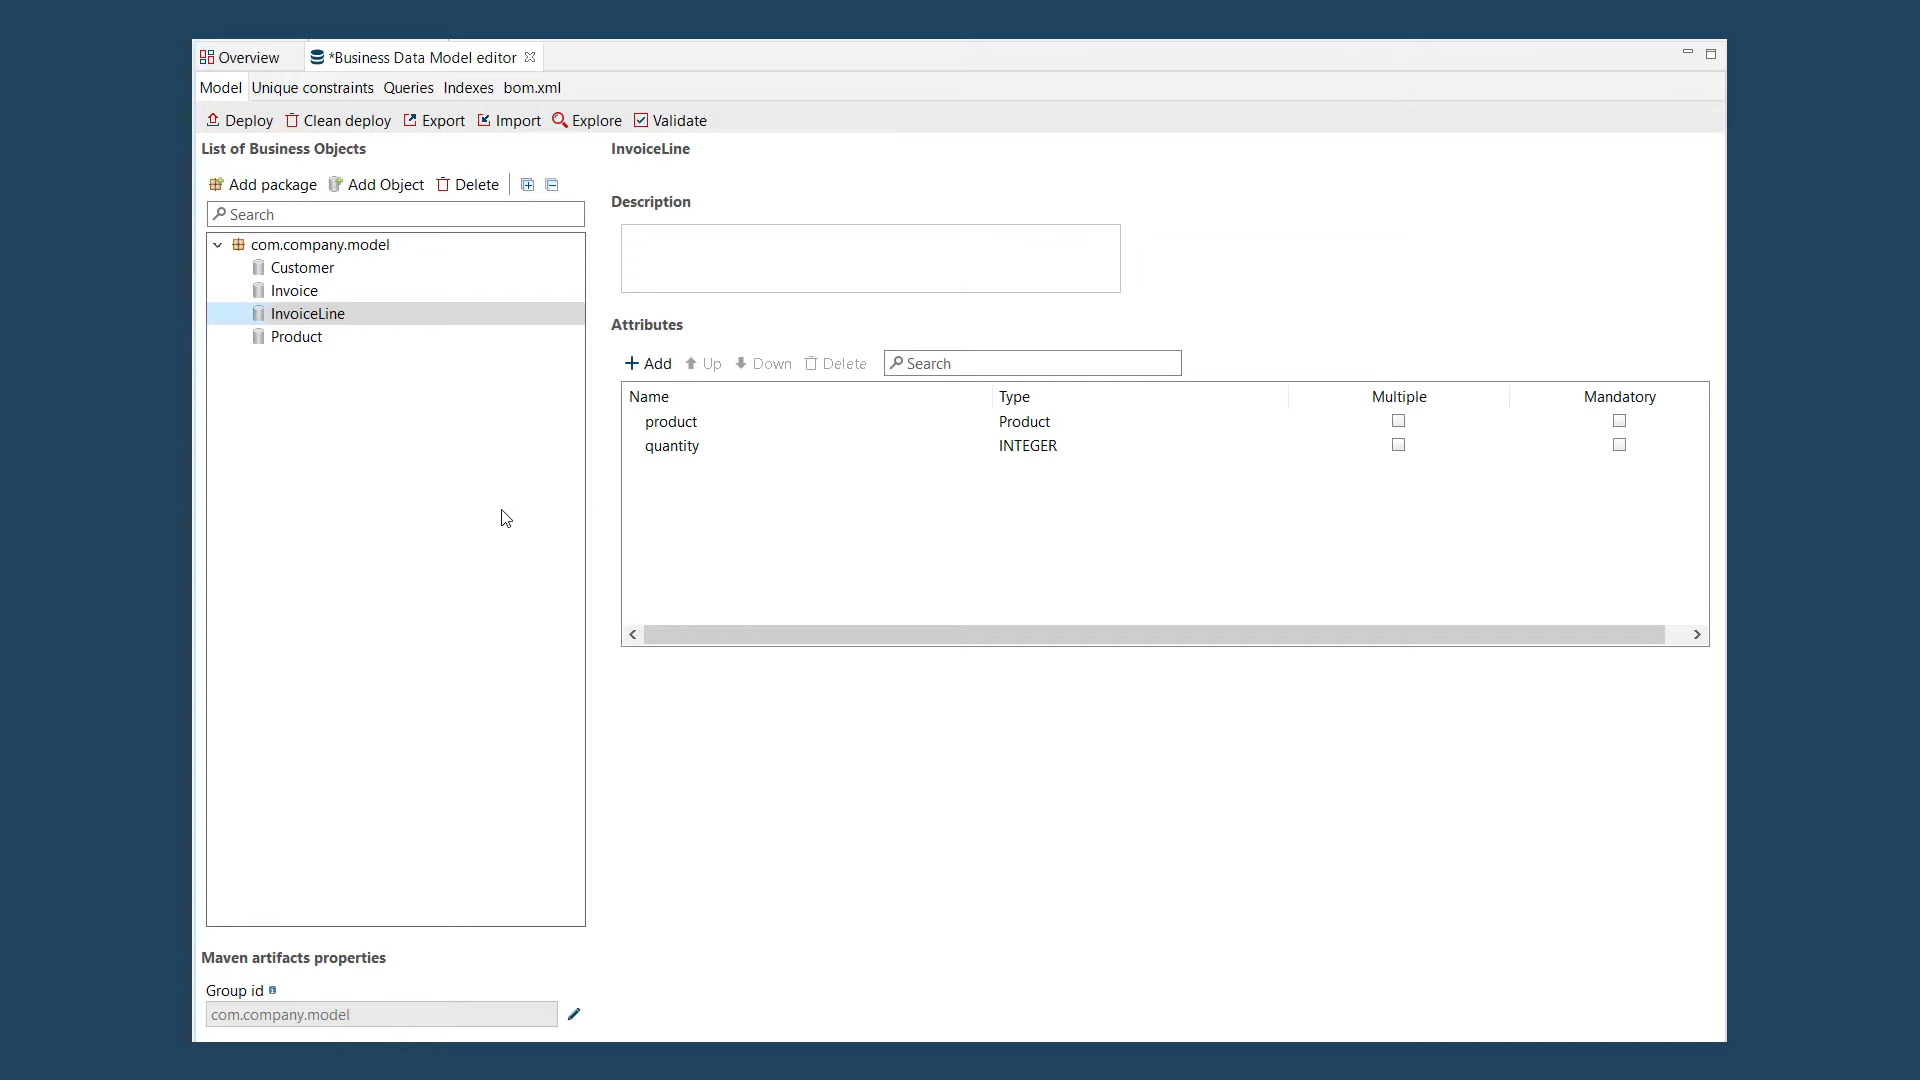 Overview *Business Data Model editor
Model Unique constraints Queries Indexes bom.xml
Deploy Clean deploy Export Import Explore Validate
List of Business Objects
Add package Add Object Delete
Search
com.company.model
Customer
Invoice
InvoiceLine
Product
Maven artifacts properties
Group id
com.company.model
InvoiceLine
Description
Attributes
Add Up Down Delete Search
Name Type Multiple Mandatory
product Product
quantity INTEGER